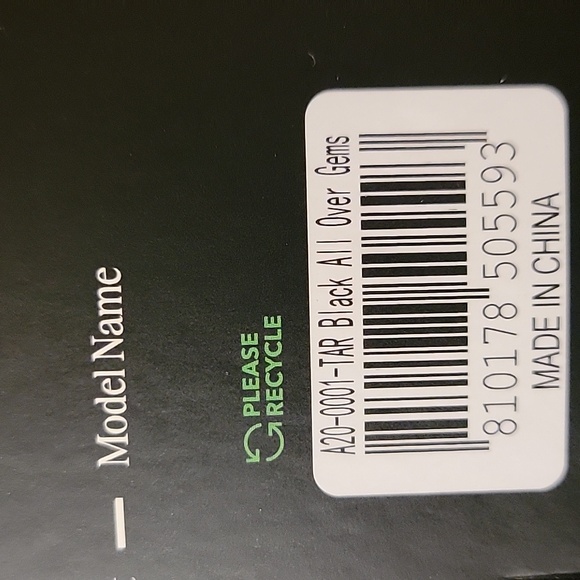 — Model Name
PLEASE
RECYCLE
A20-0001-TAR Black All Over Gems
810178 505593
MADE IN CHINA